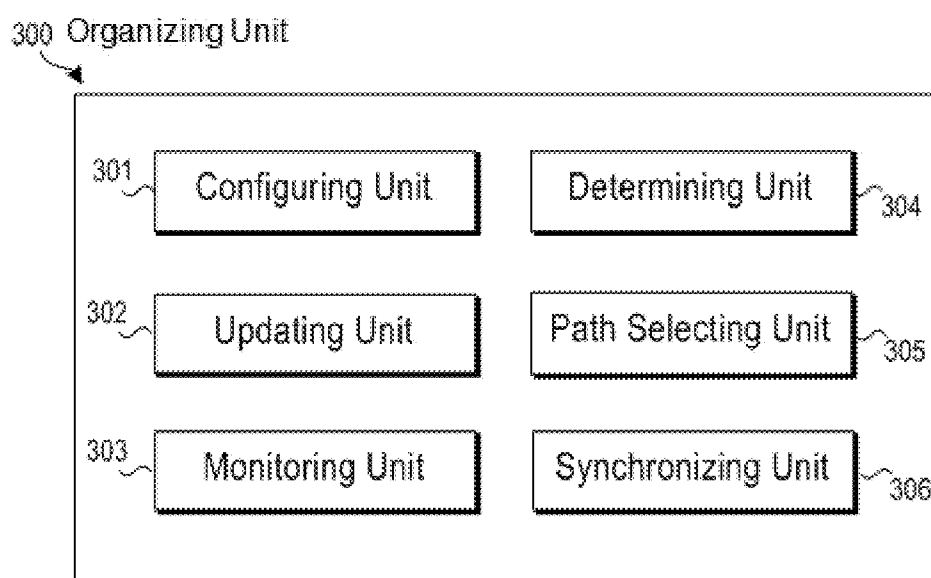 300 Organizing Unit
301 Configuring Unit
Determining Unit 304
302 Updating Unit
Path Selecting Unit 305
303 Monitoring Unit
Synchronizing Unit 306